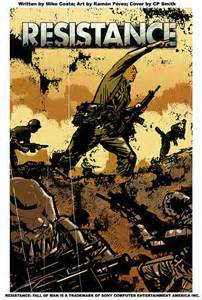 Written by Mike Costa; Art by Ramón Pérez; Cover by CP Smith
RESISTANCE
RESISTANCE: FALL OF MAN IS A TRADEMARK OF SONY COMPUTER ENTERTAINMENT AMERICA INC.